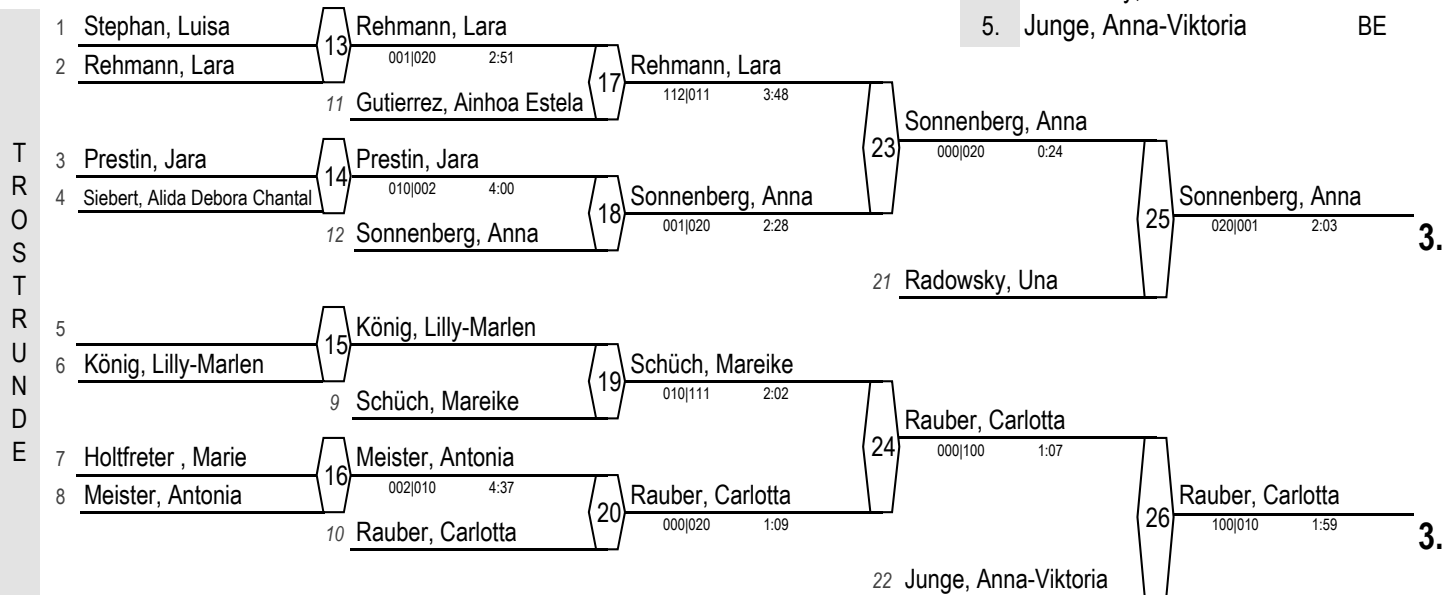 5. Junge, Anna-Viktoria BE
TROSTRUNDE
1 Stephan, Luisa
2 Rehmann, Lara
13 Rehmann, Lara
001|020 2:51
11 Gutierrez, Ainhoa Estela
17 Rehmann, Lara
112|011 3:48
3 Prestin, Jara
4 Siebert, Alida Debora Chantal
14 Prestin, Jara
010|002 4:00
12 Sonnenberg, Anna
18 Sonnenberg, Anna
001|020 2:28
23 Sonnenberg, Anna
000|020 0:24
21 Radowsky, Una
25 Sonnenberg, Anna
020|001 2:03
3.
5
6 König, Lilly-Marlen
15 König, Lilly-Marlen
9 Schüch, Mareike
19 Schüch, Mareike
010|111 2:02
7 Holtfreter , Marie
8 Meister, Antonia
16 Meister, Antonia
002|010 4:37
10 Rauber, Carlotta
20 Rauber, Carlotta
000|020 1:09
24 Rauber, Carlotta
000|100 1:07
22 Junge, Anna-Viktoria
26 Rauber, Carlotta
100|010 1:59
3.